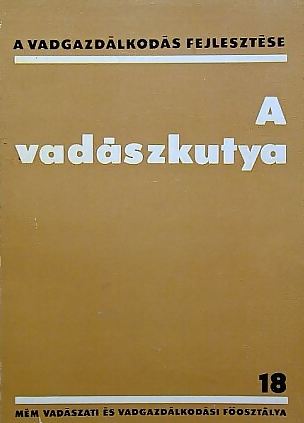 A VADGAZDÁLKODÁS FEJLESZTÉSE
A
vadászkutya
18
MÉM VADÁSZATI ÉS VADGAZDÁLKODÁSI FŐOSZTÁLYA